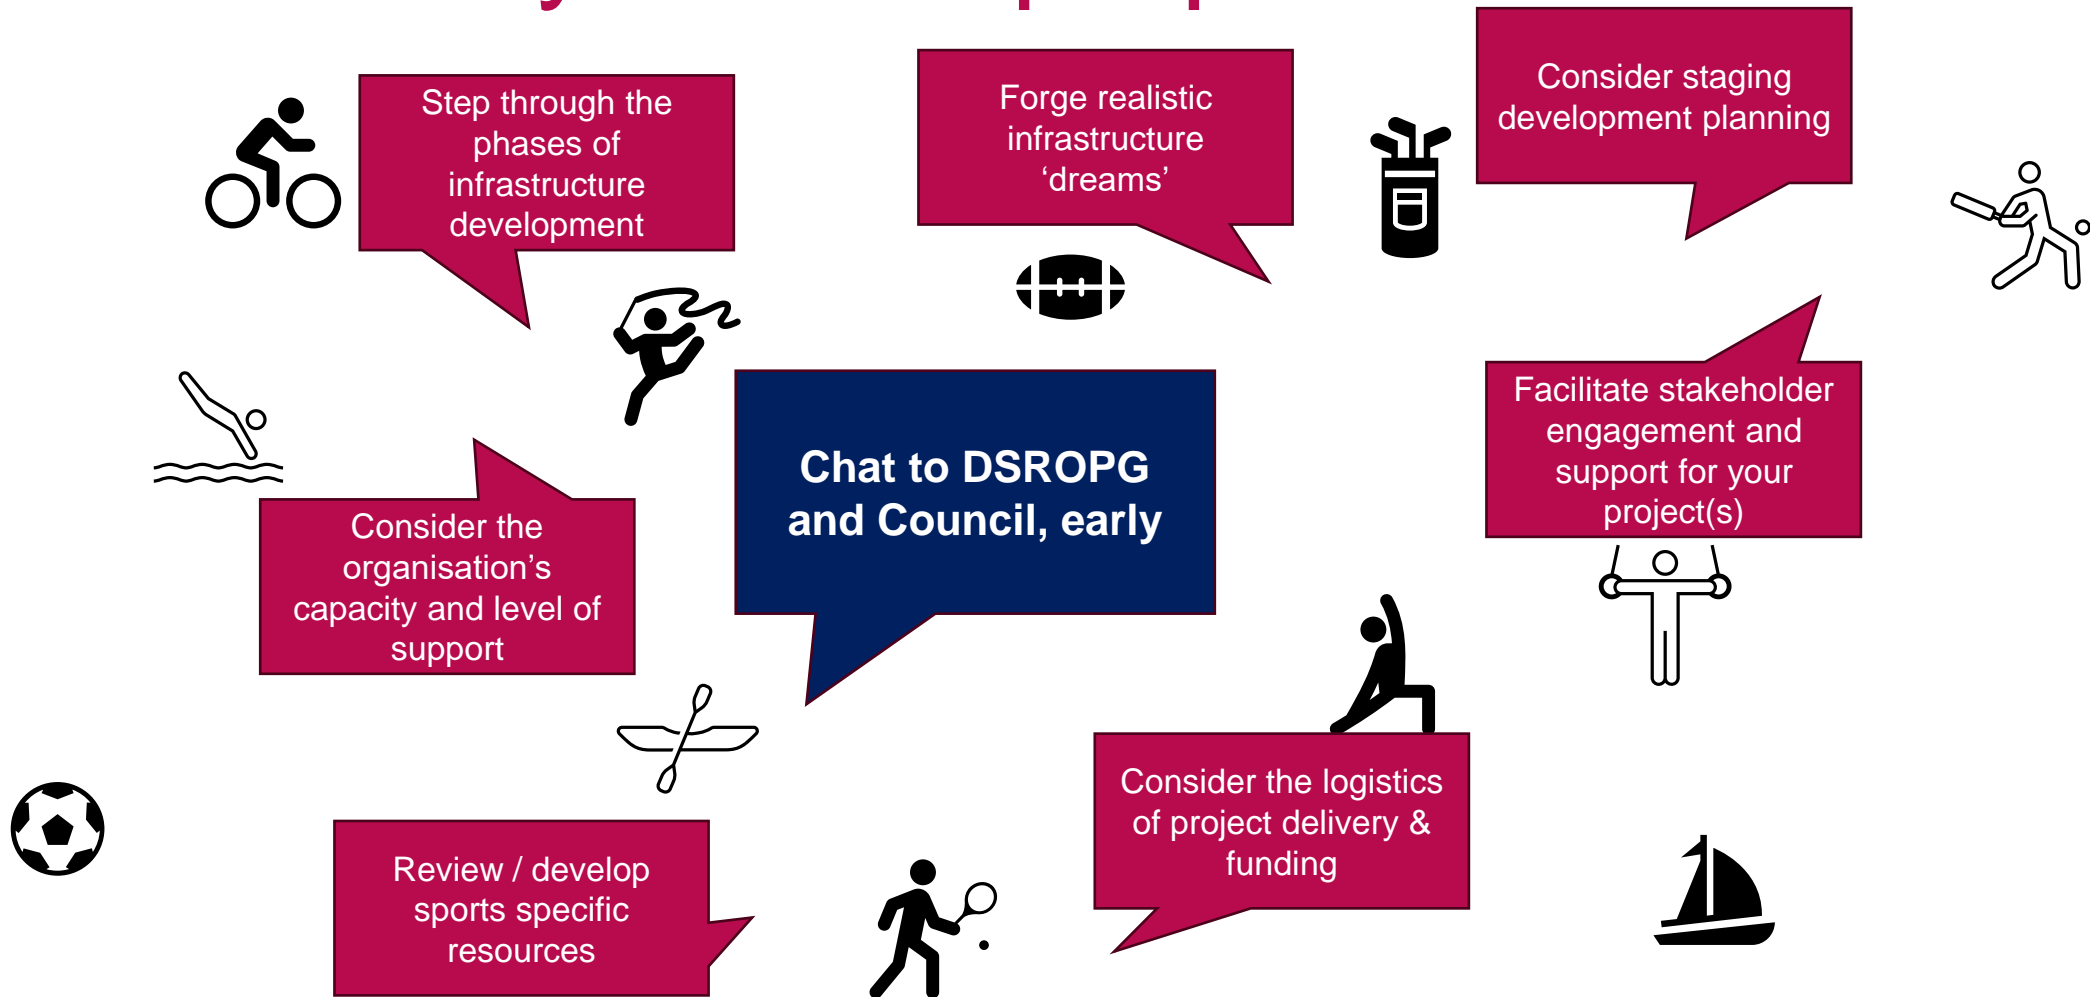 Step through the
phases of
infrastructure
development
Forge realistic
infrastructure
‘dreams’
Consider staging
development planning
Facilitate stakeholder
engagement and
support for your
project(s)
Chat to DSROPG
and Council, early
Consider the
organisation’s
capacity and level of
support
Consider the logistics
of project delivery &
funding
Review / develop
sports specific
resources